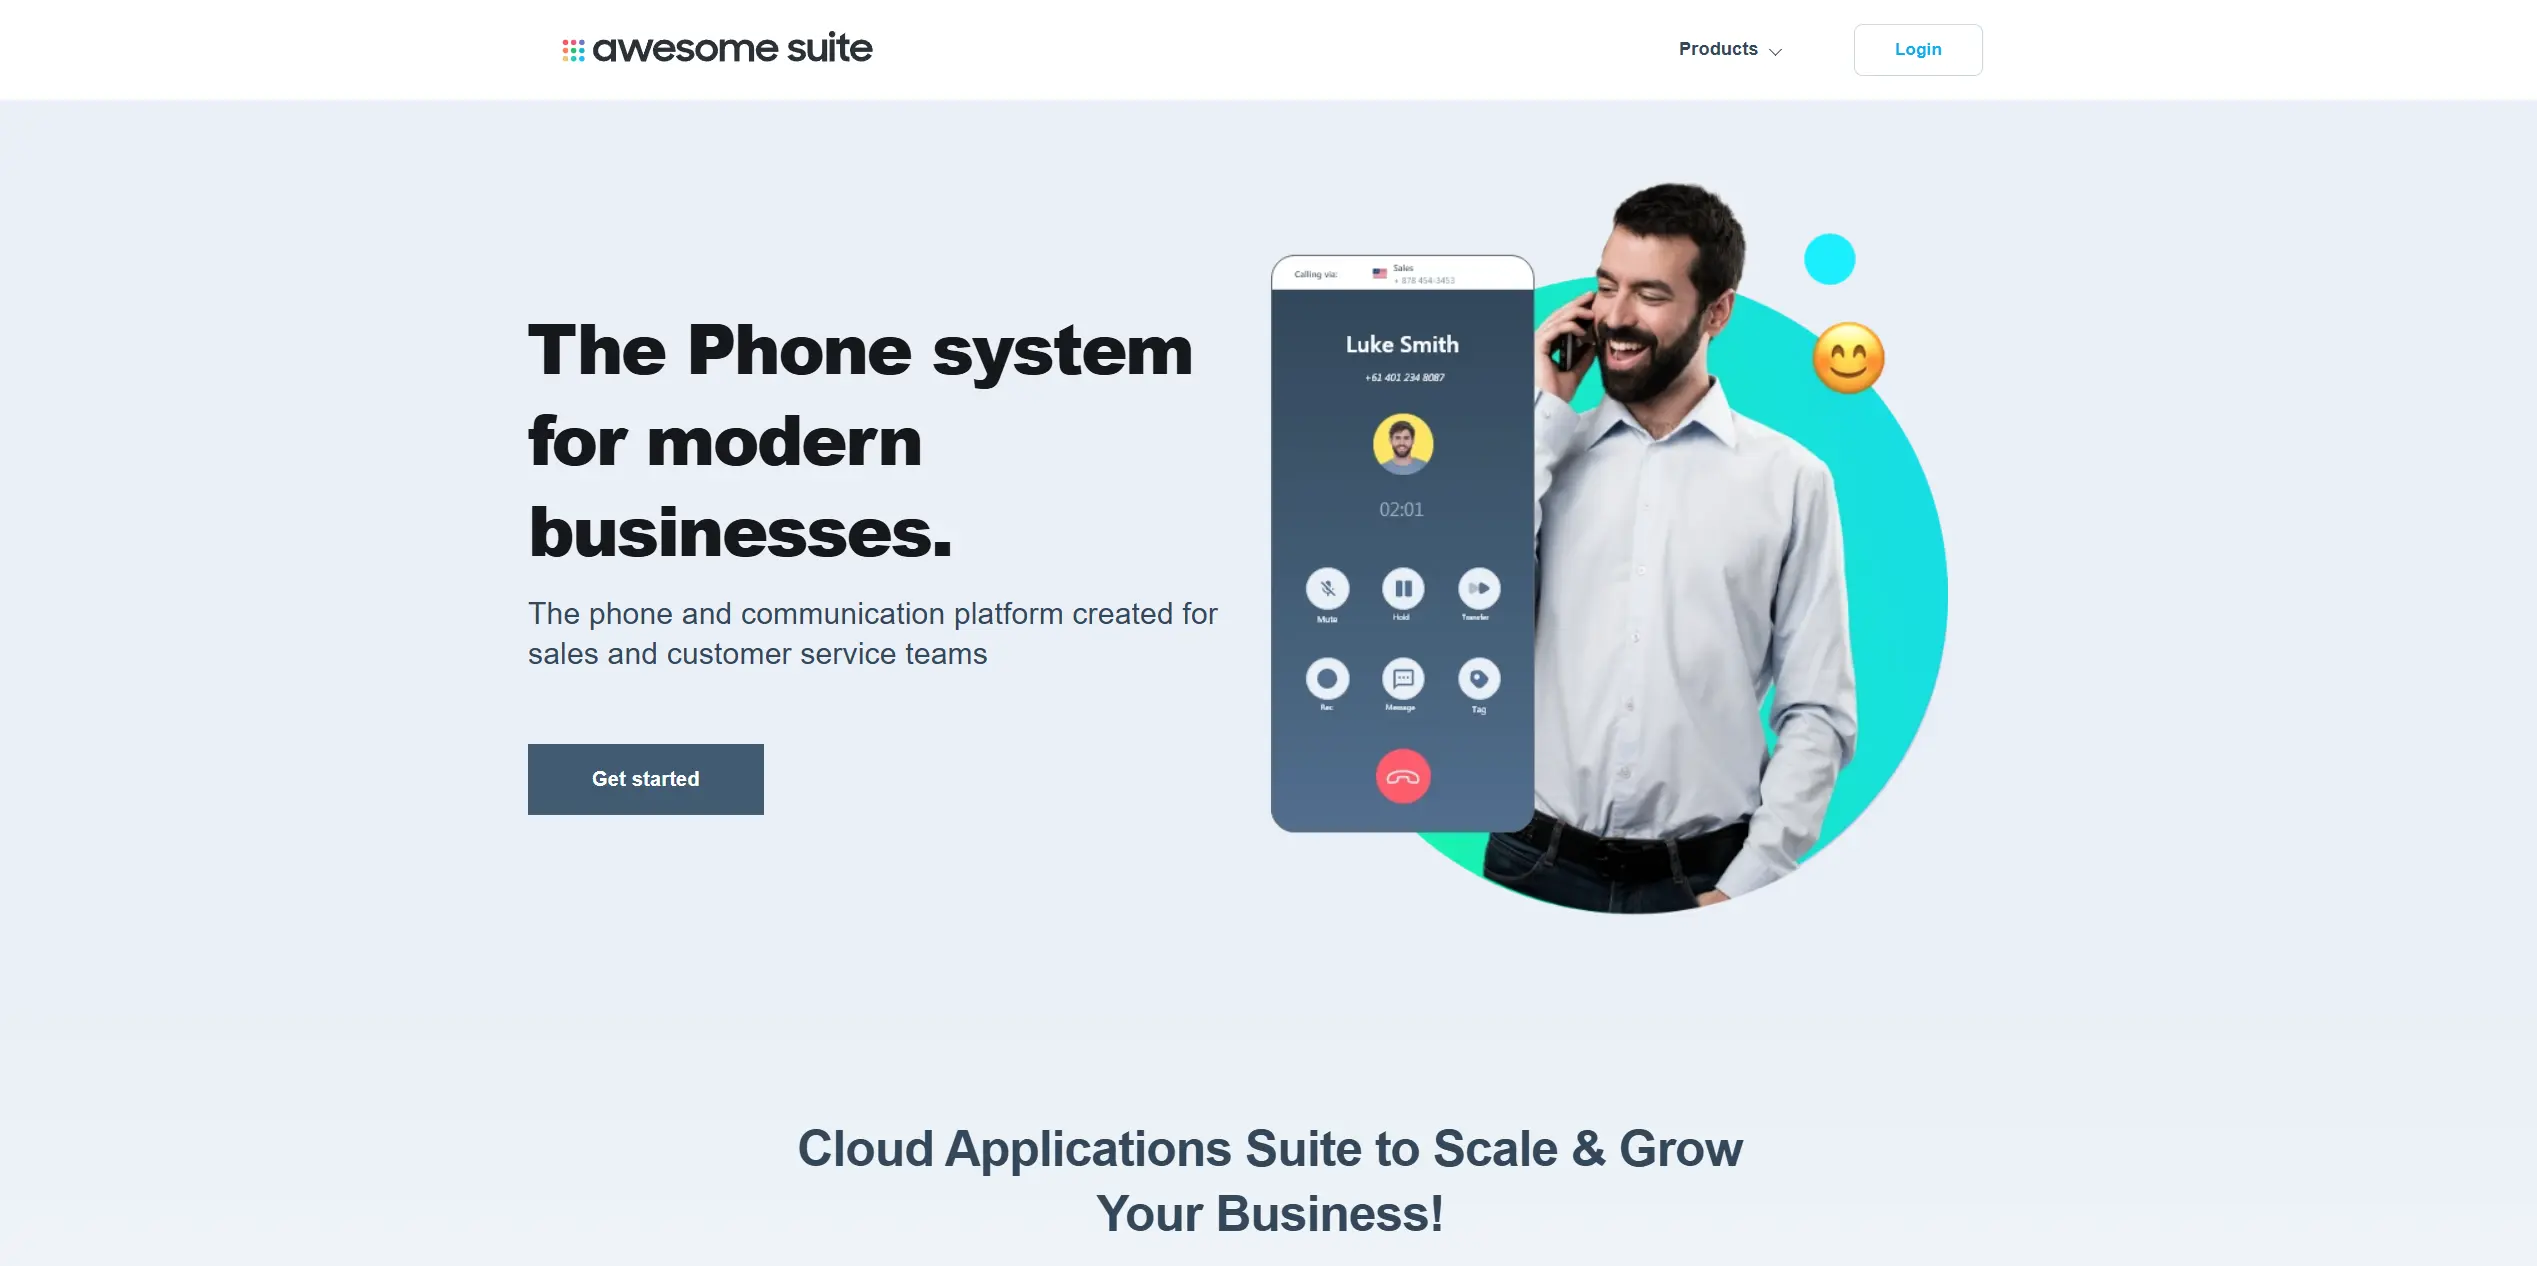 awesome suite
Products
Login
The Phone system
for modern
businesses.
The phone and communication platform created for
sales and customer service teams
Get started
Calling via:
Sales
+ 878 454-3453
Luke Smith
+61 401 234 8087
02:01
Mute
Hold
Transfer
Rec
Message
Tag
Cloud Applications Suite to Scale & Grow
Your Business!